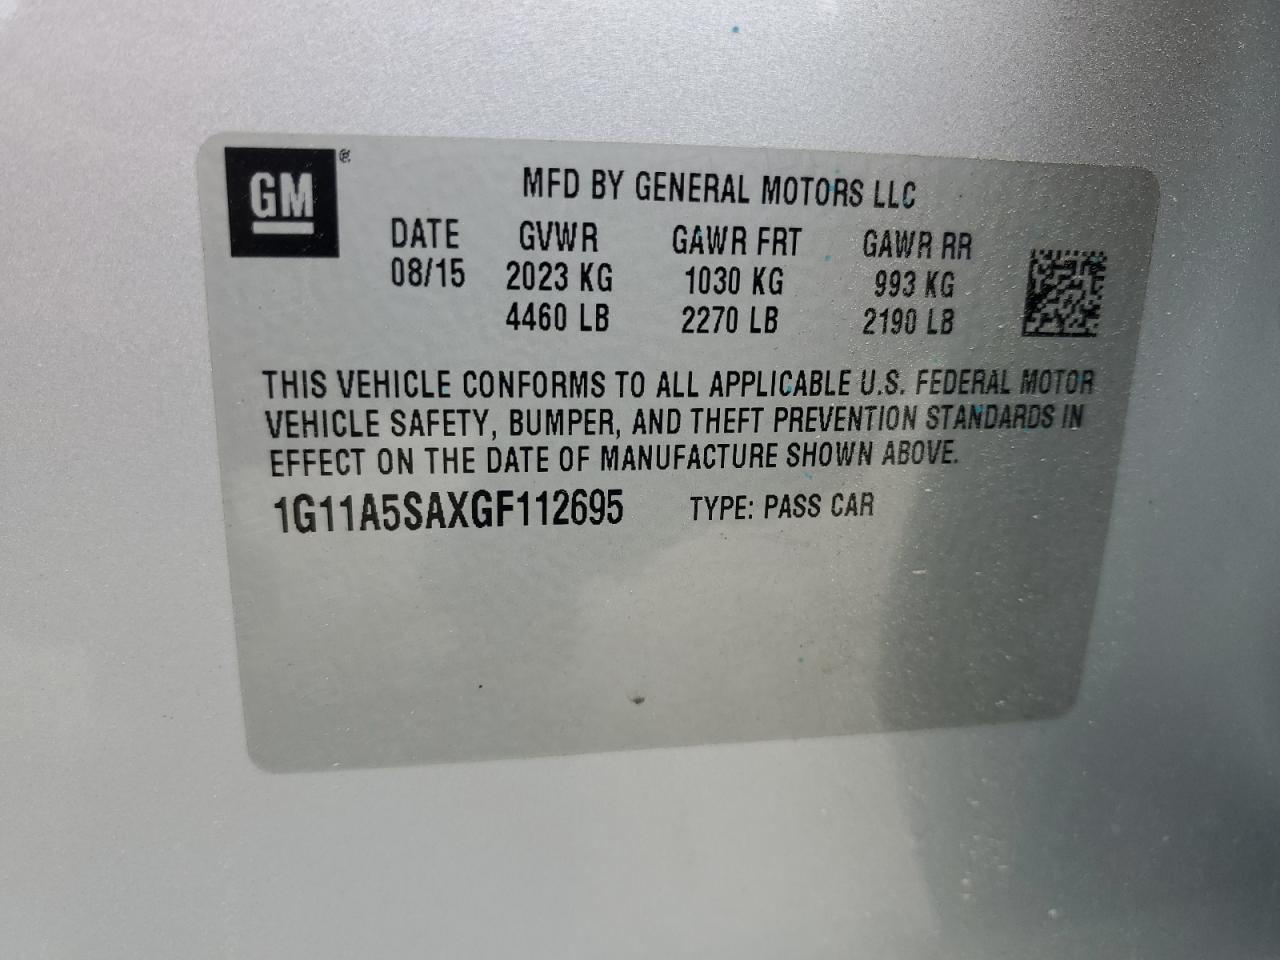 GM ®
MFD BY GENERAL MOTORS LLC
DATE GVWR GAWR FRT GAWR RR
08/15 2023 KG 1030 KG 993 KG
4460 LB 2270 LB 2190 LB
THIS VEHICLE CONFORMS TO ALL APPLICABLE U.S. FEDERAL MOTOR
VEHICLE SAFETY, BUMPER, AND THEFT PREVENTION STANDARDS IN
EFFECT ON THE DATE OF MANUFACTURE SHOWN ABOVE.
1G11A5SAXGF112695 TYPE: PASS CAR